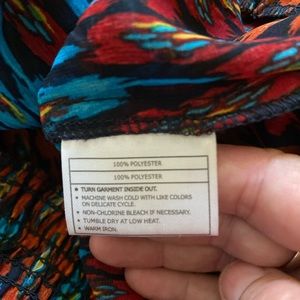 100% POLYESTER
100% POLYESTER
• TURN GARMENT INSIDE OUT.
• MACHINE WASH COLD WITH LIKE COLORS
ON DELICATE CYCLE.
• NON-CHLORINE BLEACH IF NECESSARY.
• TUMBLE DRY AT LOW HEAT.
• WARM IRON.